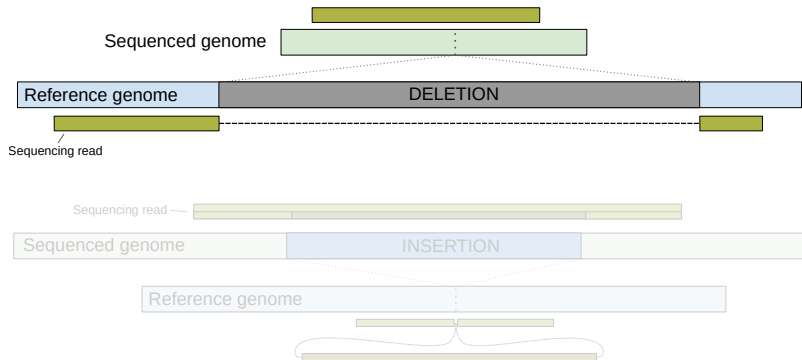 Sequenced genome
Reference genome
DELETION
Sequencing read
Sequencing read
Sequenced genome
INSERTION
Reference genome